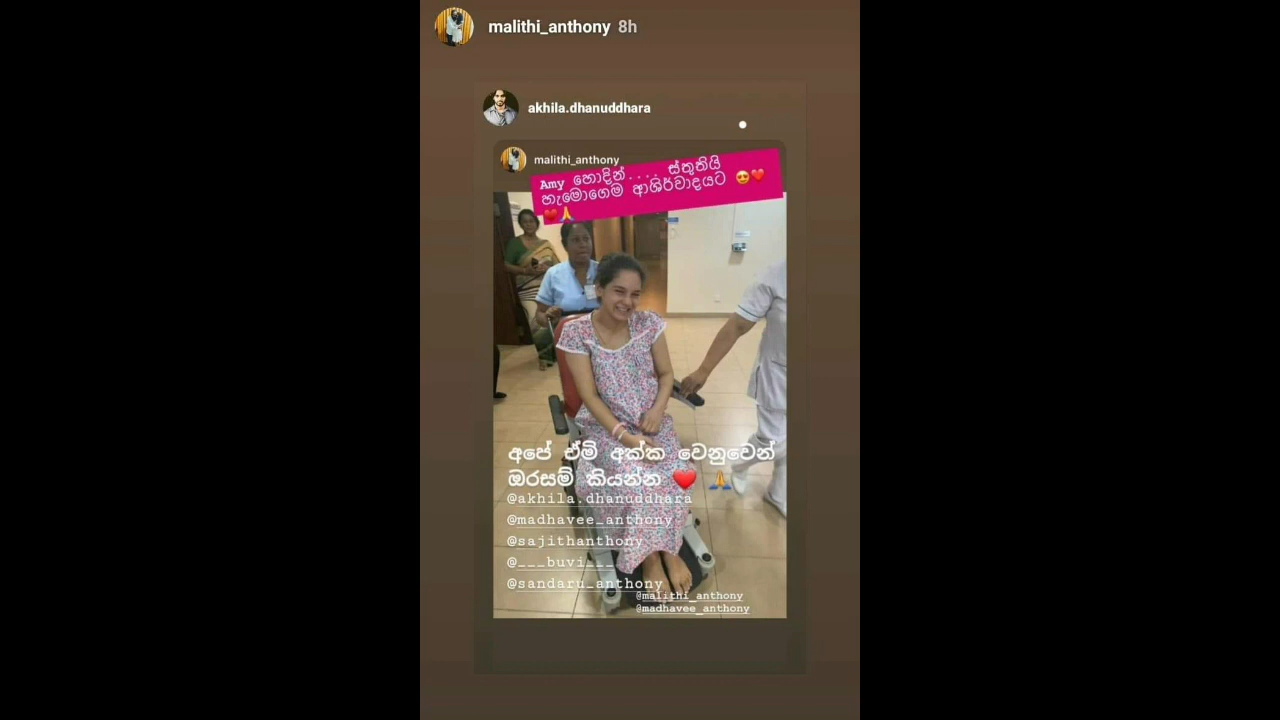 malithi_anthony 8h
akhila.dhanuddhara
malithi_anthony
Amy හොදින්.... ස්තුතියි
හැමොගෙම ආශිර්වාදයට 😍❤️
❤️🙏
අපේ ඒමි අක්ක වෙනුවෙන්
ඔරසම් කියන්න ❤️ 🙏
@akhila.dhanuddhara
@madhavee_anthony
@sajithanthony
@___buvi___
@sandaru_anthony
@malithi_anthony
@madhavee_anthony